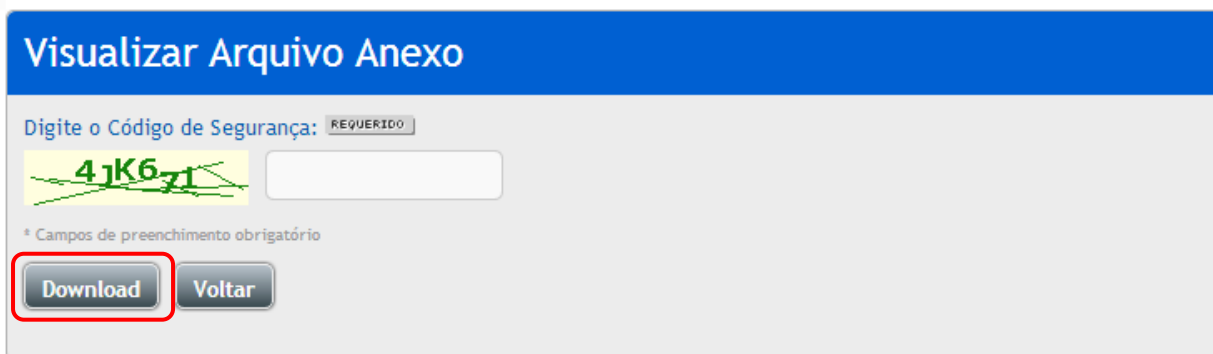 Visualizar Arquivo Anexo
Digite o Código de Segurança: REQUERIDO
* Campos de preenchimento obrigatório
Download Voltar